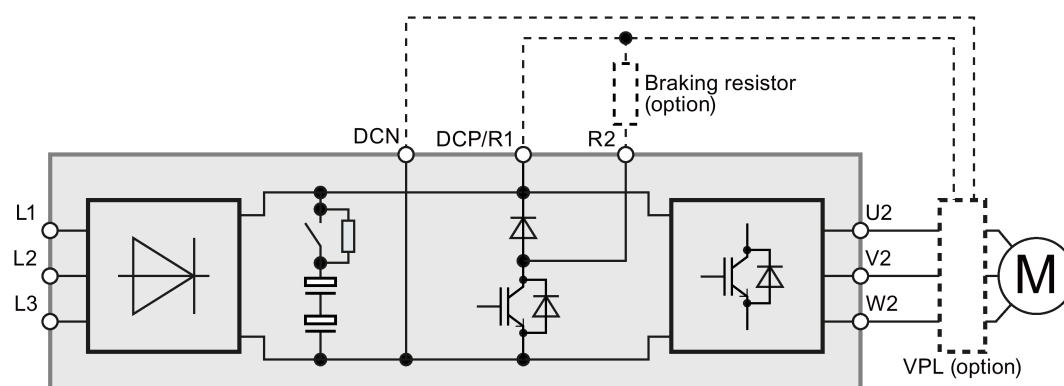 Braking resistor
(option)
DCN
DCP/R1
R2
L1
L2
L3
U2
V2
W2
M
VPL (option)